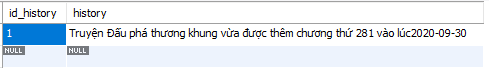 id_history history
1 Truyện Đấu phá thương khung vừa được thêm chương thứ 281 vào lúc2020-09-30
NULL NULL